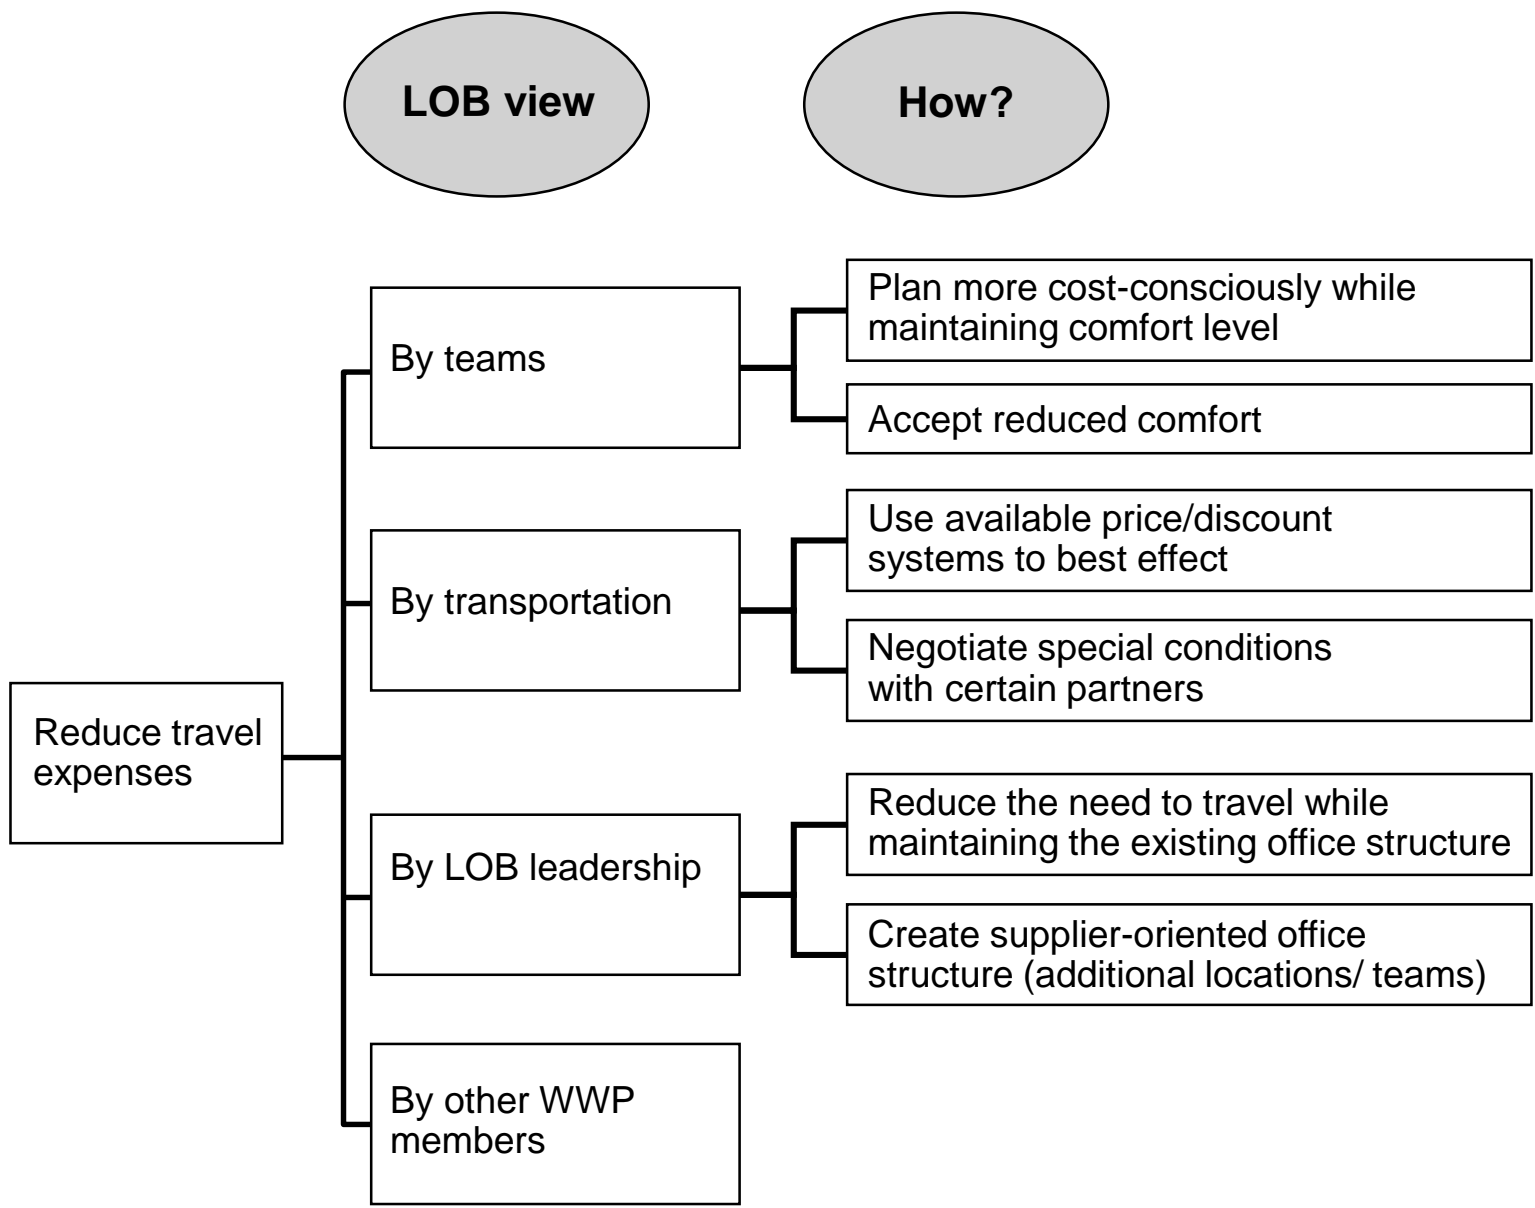 LOB view
How?
Plan more cost-consciously while
maintaining comfort level
By teams
Accept reduced comfort
Use available price/discount
systems to best effect
By transportation
Negotiate special conditions
with certain partners
Reduce travel
expenses
Reduce the need to travel while
maintaining the existing office structure
By LOB leadership
Create supplier-oriented office
structure (additional locations/ teams)
By other WWP
members